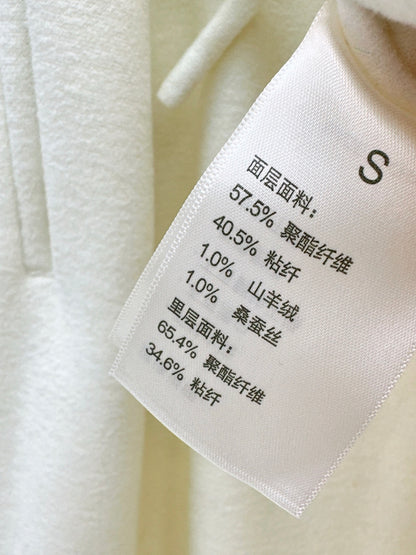 S
面层面料：
57.5% 聚酯纤维
40.5% 粘纤
1.0% 山羊绒
1.0% 桑蚕丝
里层面料：
65.4% 聚酯纤维
34.6% 粘纤